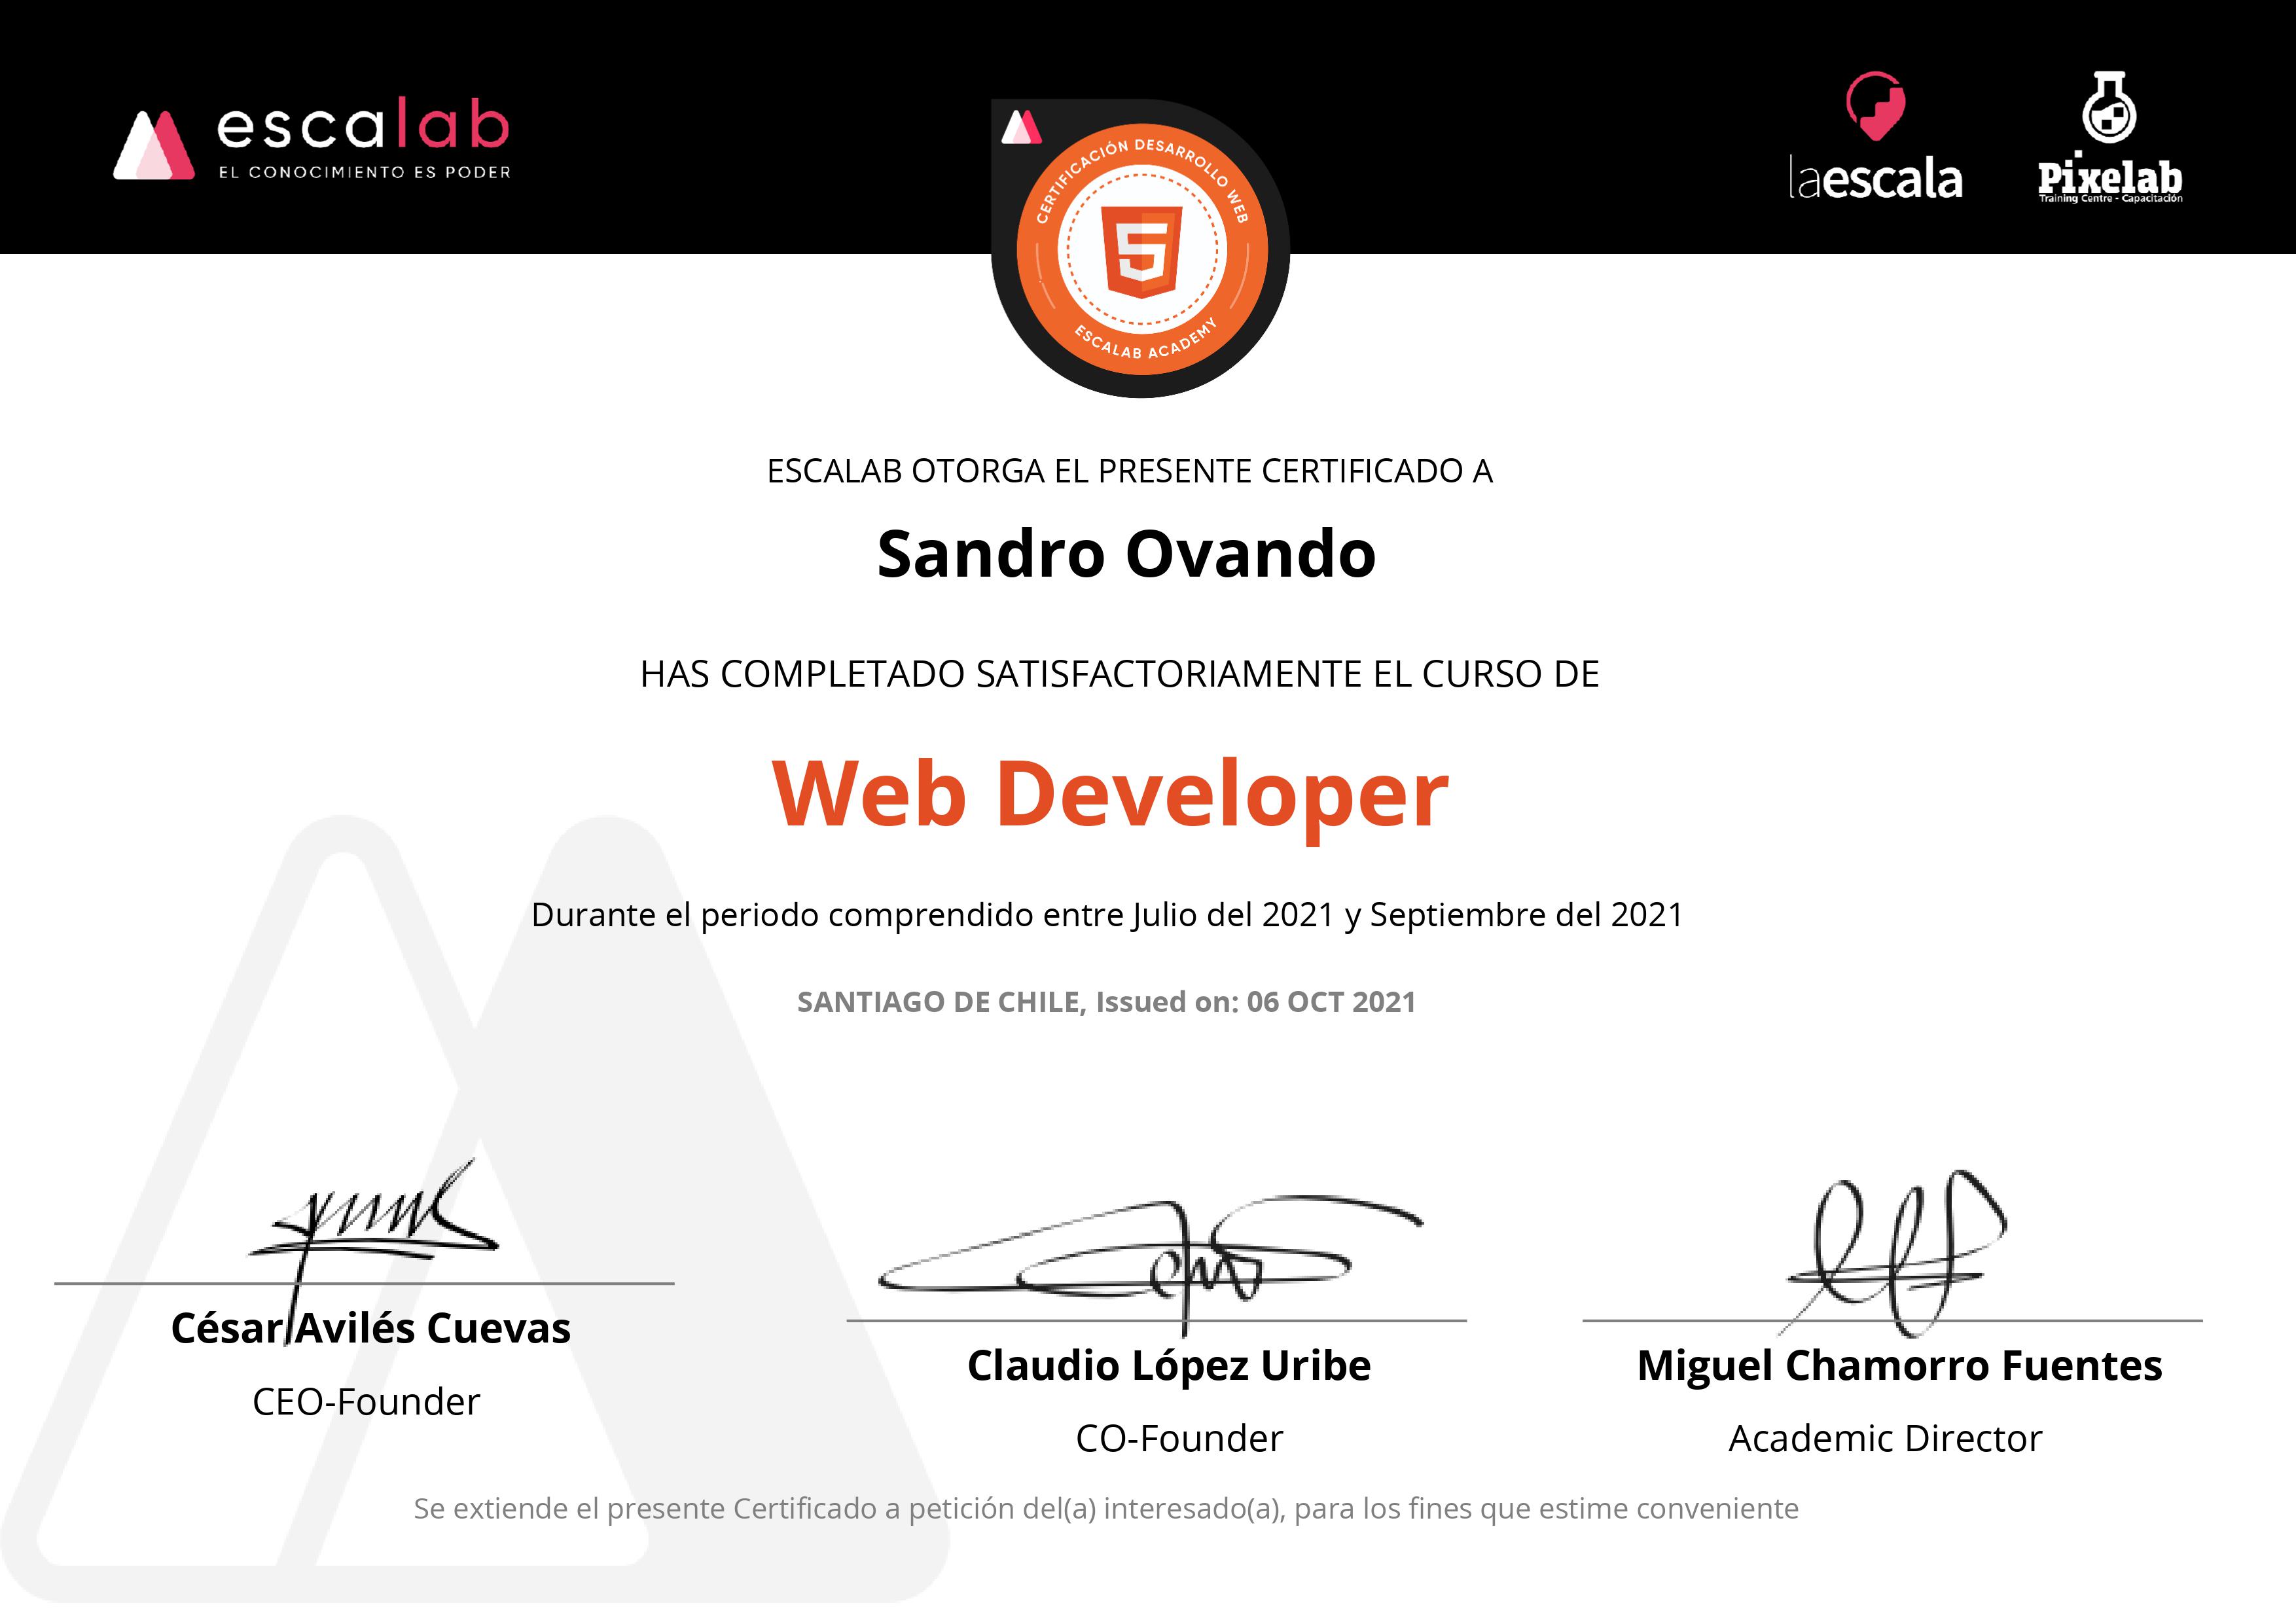 escalab
EL CONOCIMIENTO ES PODER
laescala
Pixelab
Training Centre - Capacitación
CERTIFICACIÓN DESARROLLO WEB
5
ESCALAB ACADEMY
ESCALAB OTORGA EL PRESENTE CERTIFICADO A
Sandro Ovando
HAS COMPLETADO SATISFACTORIAMENTE EL CURSO DE
Web Developer
Durante el periodo comprendido entre Julio del 2021 y Septiembre del 2021
SANTIAGO DE CHILE, Issued on: 06 OCT 2021
César Avilés Cuevas
CEO-Founder
Claudio López Uribe
CO-Founder
Miguel Chamorro Fuentes
Academic Director
Se extiende el presente Certificado a petición del(a) interesado(a), para los fines que estime conveniente